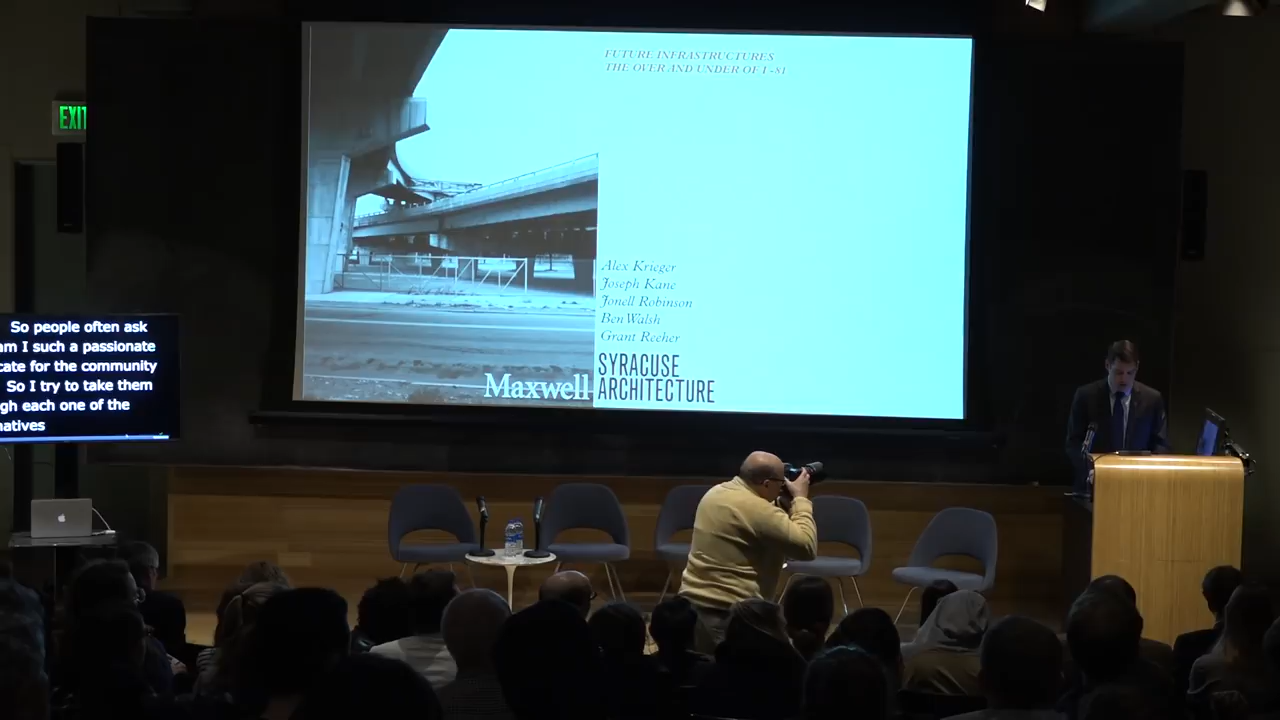 FUTURE INFRASTRUCTURES
THE OVER AND UNDER OF I-81
EXIT
Alex Krieger
Joseph Kane
Jonell Robinson
Ben Walsh
Grant Reeher
So people often ask
am I such a passionate
cate for the community
So I try to take them
gh each one of the
natives
Maxwell
SYRACUSE
ARCHITECTURE